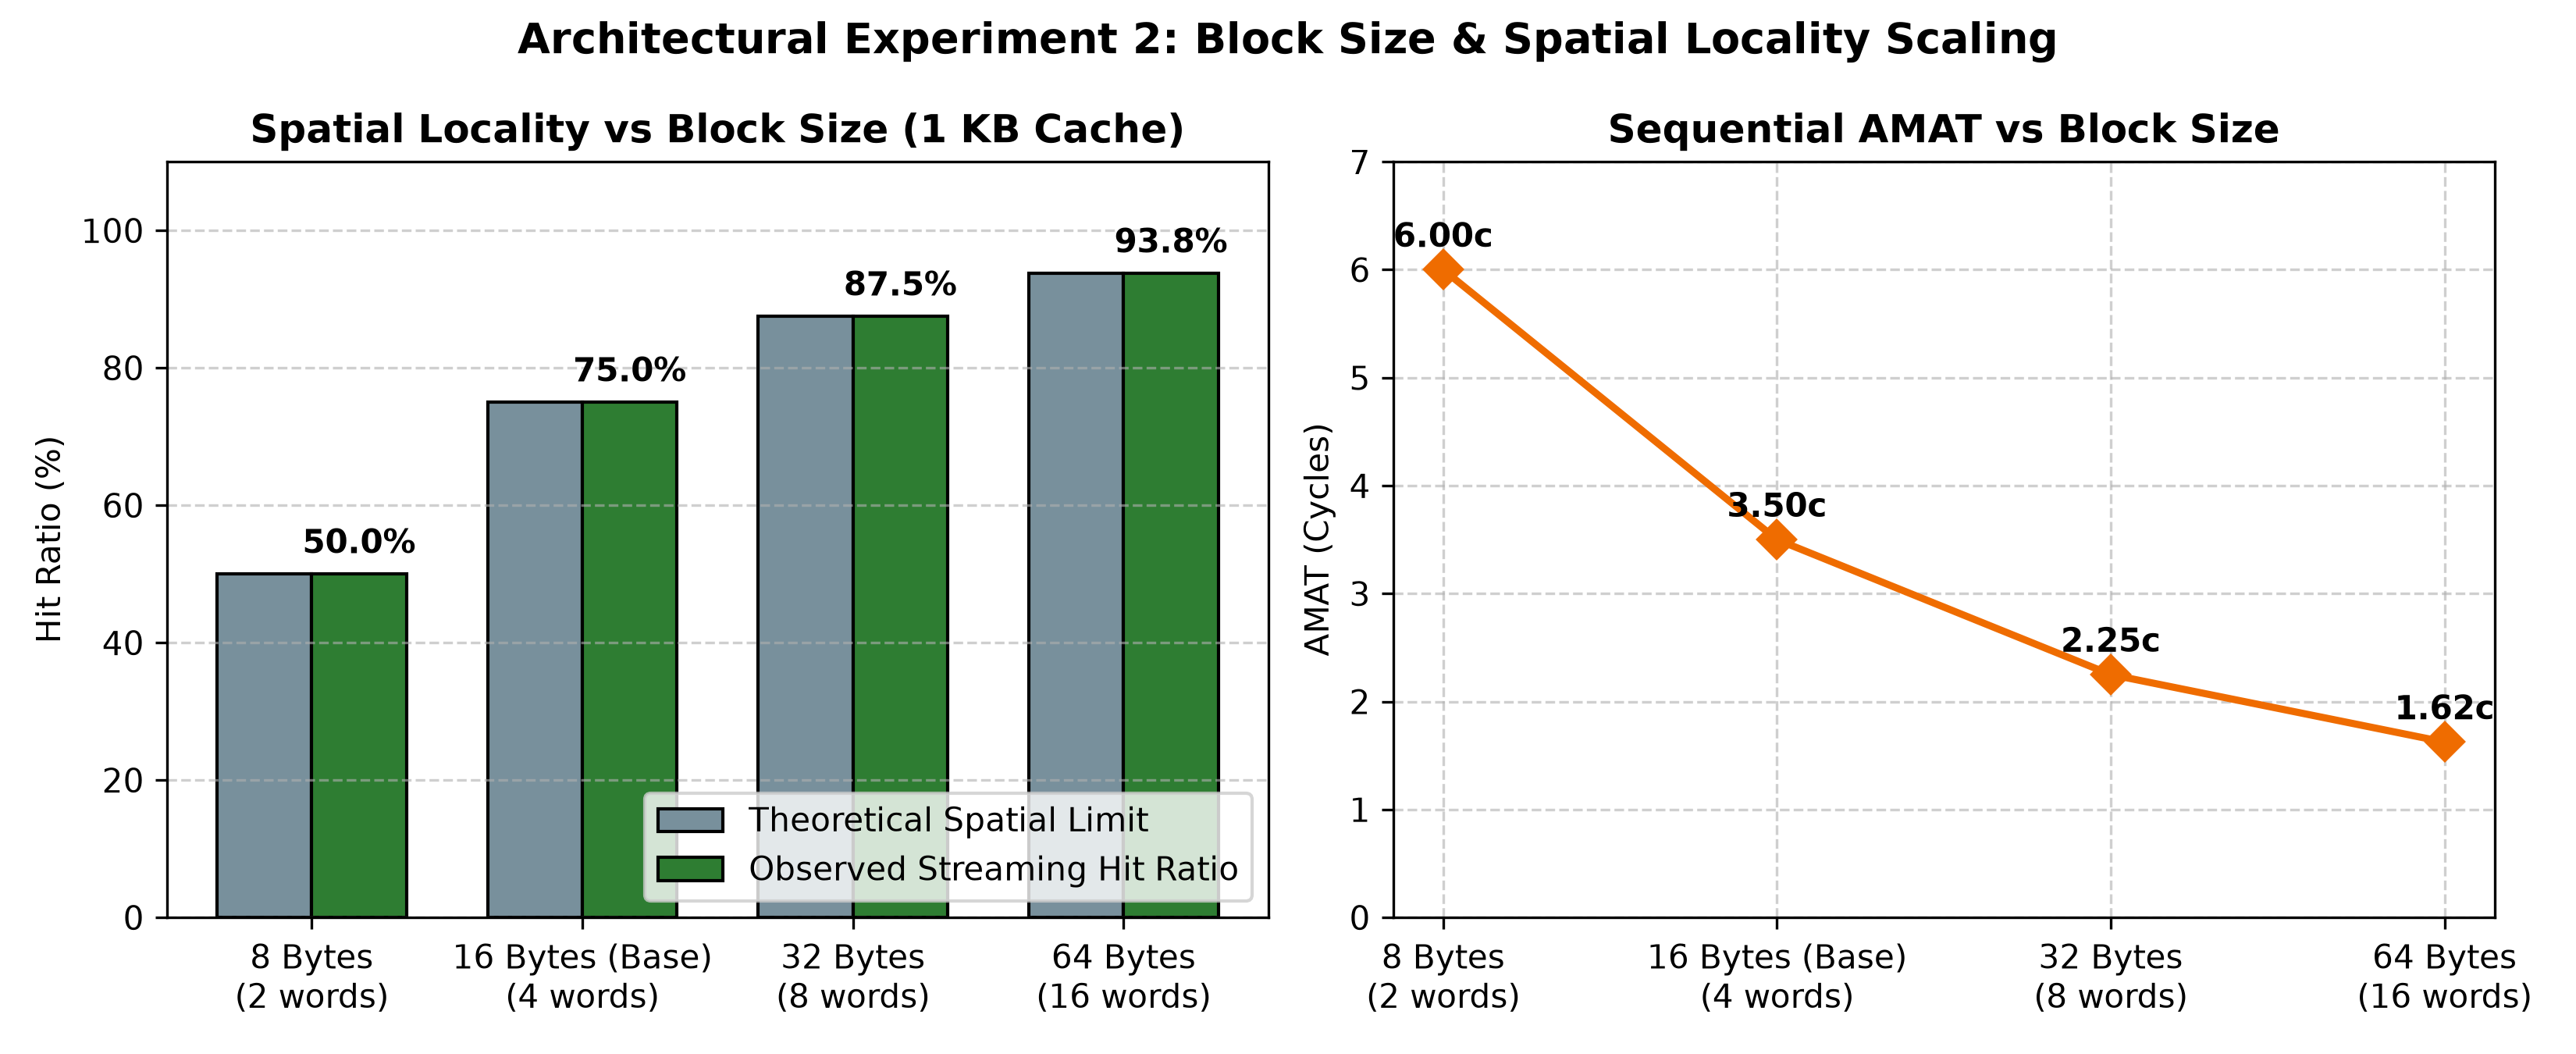 Architectural Experiment 2: Block Size & Spatial Locality Scaling
Spatial Locality vs Block Size (1 KB Cache)
Hit Ratio (%)
100
80
60
40
20
0
50.0%
75.0%
87.5%
93.8%
Theoretical Spatial Limit
Observed Streaming Hit Ratio
8 Bytes
(2 words)
16 Bytes (Base)
(4 words)
32 Bytes
(8 words)
64 Bytes
(16 words)
Sequential AMAT vs Block Size
AMAT (Cycles)
7
6
5
4
3
2
1
0
6.00c
3.50c
2.25c
1.62c
8 Bytes
(2 words)
16 Bytes (Base)
(4 words)
32 Bytes
(8 words)
64 Bytes
(16 words)